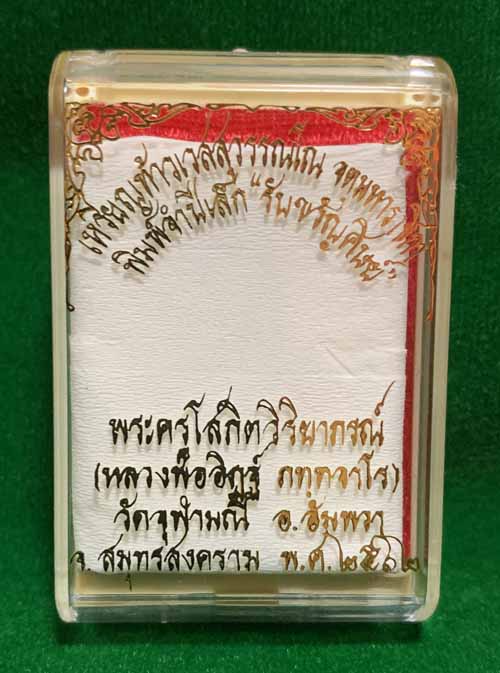 เหรียญท้าวเวสสุวรรณโณ จตุมหาราช
พิมพ์จำปีเล็ก "รับขวัญศิษย์"
พระครูโสภิตวิริยาภรณ์
(หลวงพ่ออิฏฐ์ ภทฺทจาโร)
วัดจุฬามณี อ.อัมพวา
จ. สมุทรสงคราม พ.ศ.๒๕๖๒